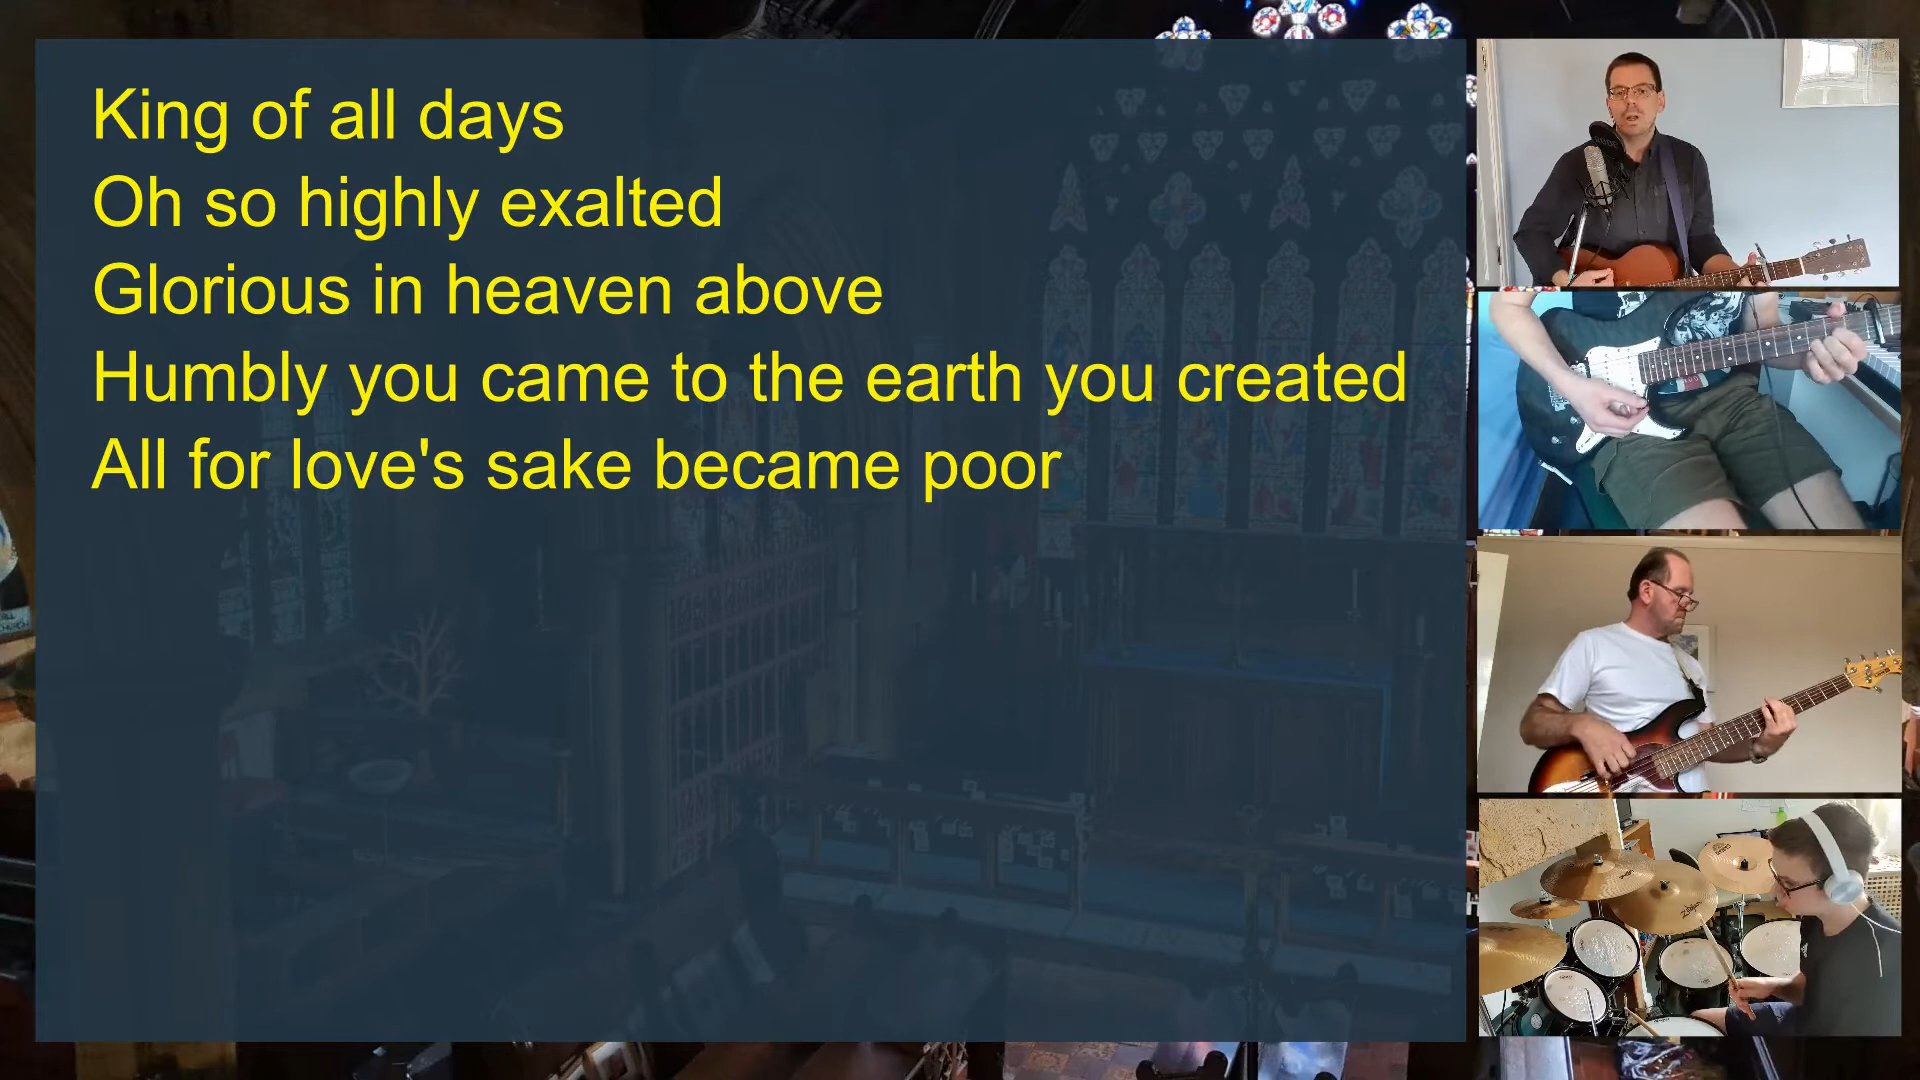 King of all days
Oh so highly exalted
Glorious in heaven above
Humbly you came to the earth you created
All for love's sake became poor